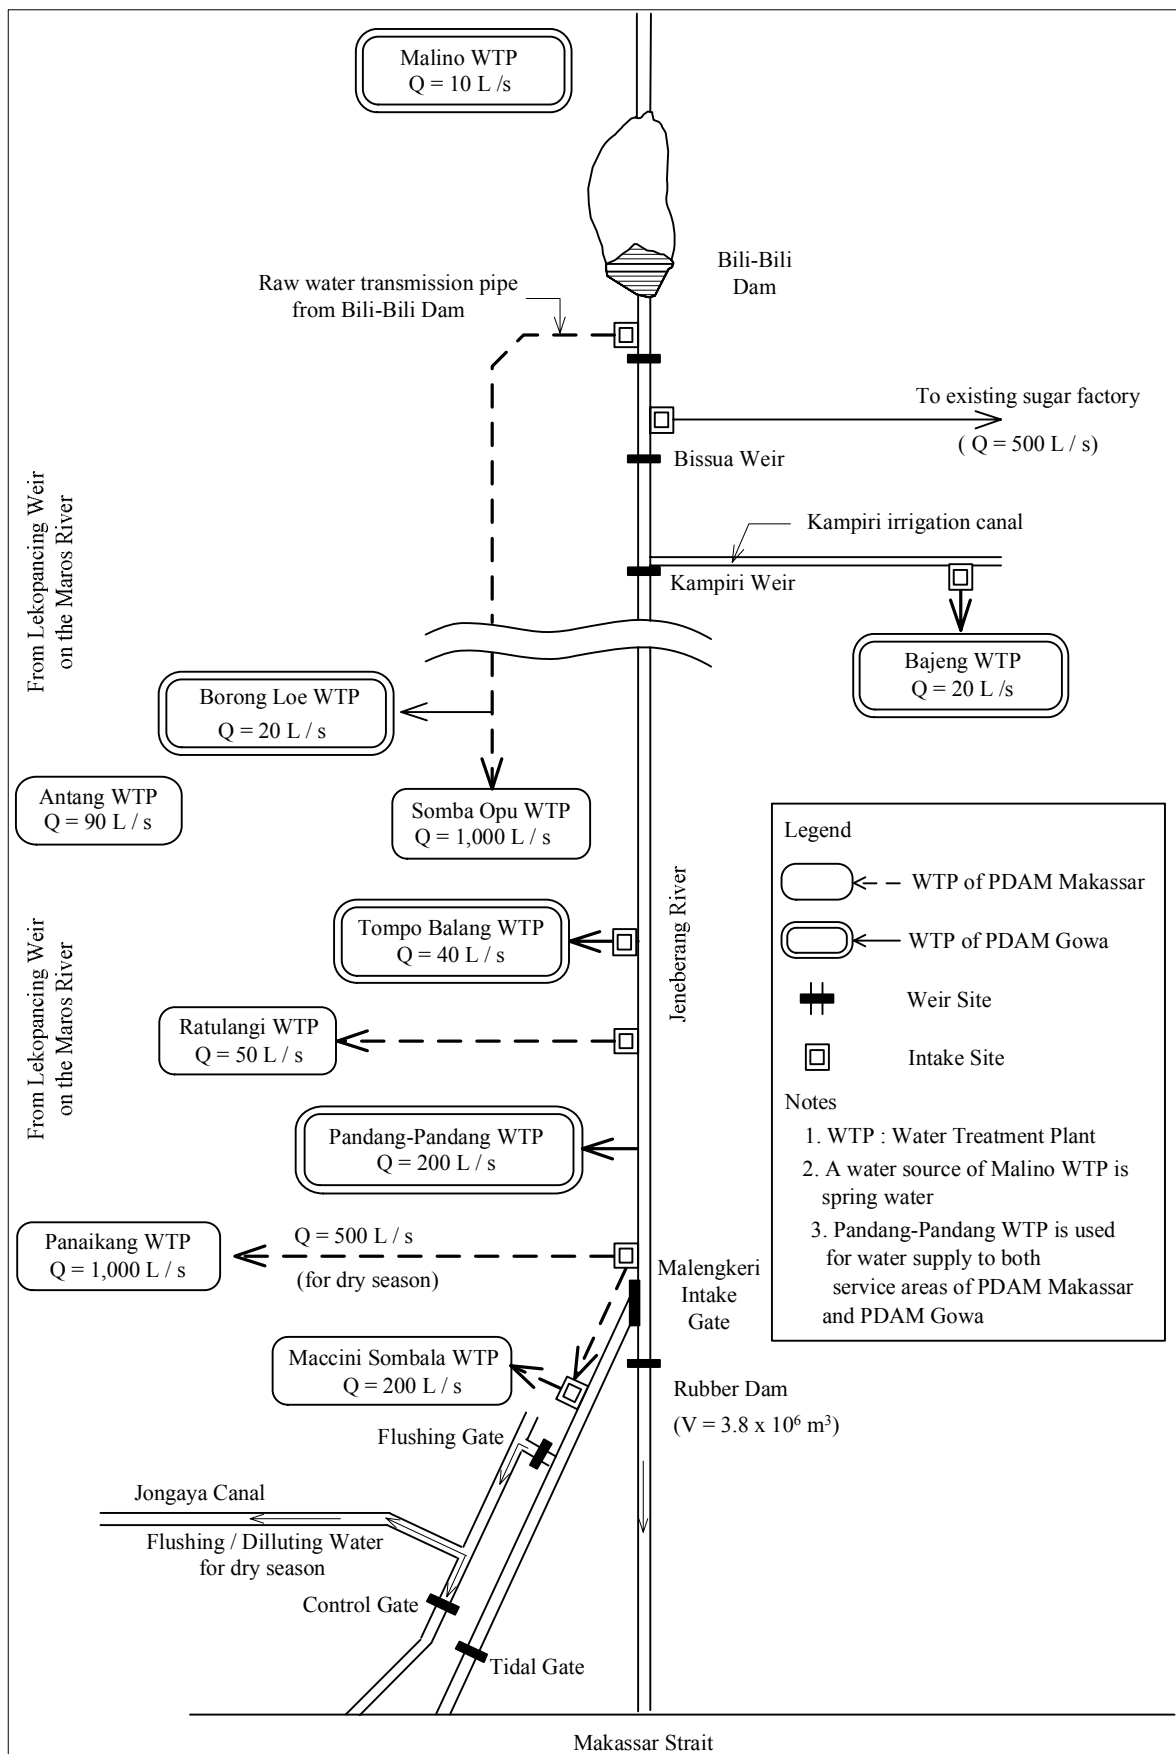 Malino WTP
Q = 10 L /s
Bili-Bili
Dam
Raw water transmission pipe
from Bili-Bili Dam
To existing sugar factory
( Q = 500 L / s)
Bissua Weir
From Lekopancing Weir
on the Maros River
Kampiri irrigation canal
Kampiri Weir
Bajeng WTP
Q = 20 L /s
Borong Loe WTP
Q = 20 L / s
Antang WTP
Q = 90 L / s
Somba Opu WTP
Q = 1,000 L / s
Jeneberang River
Tompo Balang WTP
Q = 40 L / s
From Lekopancing Weir
on the Maros River
Ratulangi WTP
Q = 50 L / s
Pandang-Pandang WTP
Q = 200 L / s
Panaikang WTP
Q = 1,000 L / s
Q = 500 L / s
(for dry season)
Malengkeri
Intake
Gate
Maccini Sombala WTP
Q = 200 L / s
Rubber Dam
(V = 3.8 x 10⁶ m³)
Flushing Gate
Jongaya Canal
Flushing / Dilluting Water
for dry season
Control Gate
Tidal Gate
Makassar Strait
Legend
WTP of PDAM Makassar
WTP of PDAM Gowa
Weir Site
Intake Site
Notes
1. WTP : Water Treatment Plant
2. A water source of Malino WTP is
spring water
3. Pandang-Pandang WTP is used
for water supply to both
service areas of PDAM Makassar
and PDAM Gowa